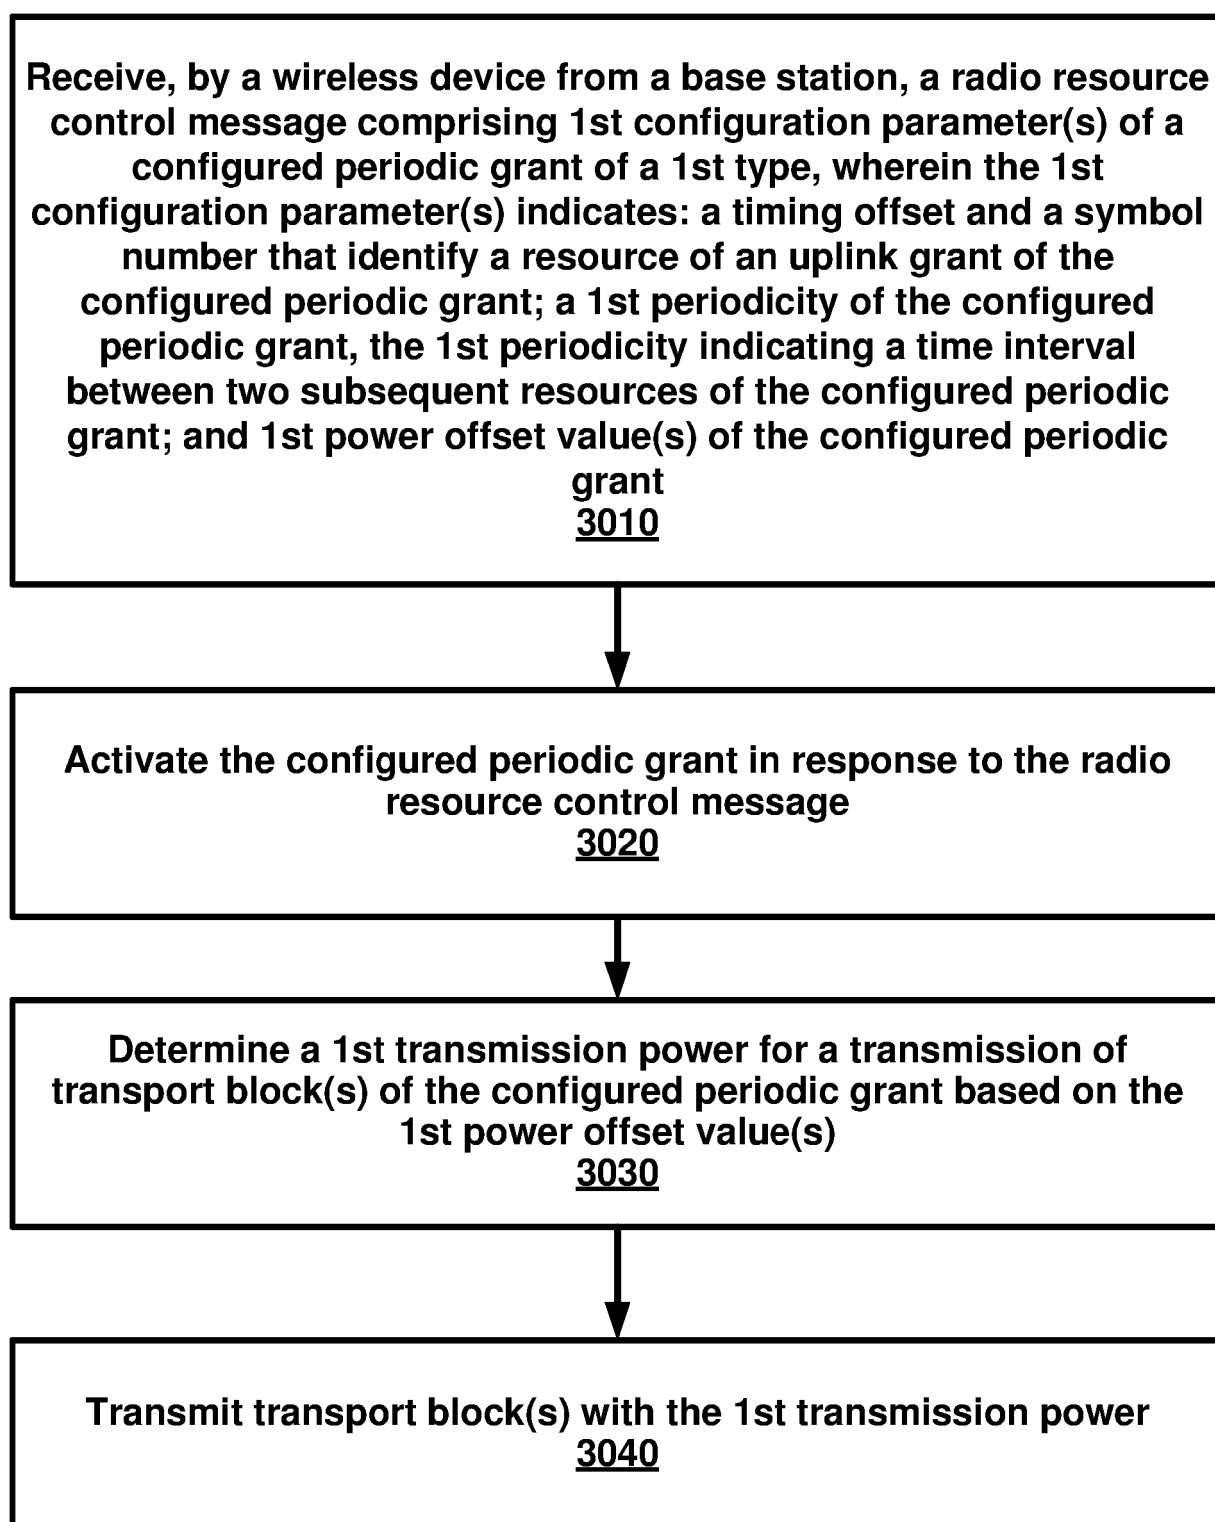 Receive, by a wireless device from a base station, a radio resource
control message comprising 1st configuration parameter(s) of a
configured periodic grant of a 1st type, wherein the 1st
configuration parameter(s) indicates: a timing offset and a symbol
number that identify a resource of an uplink grant of the
configured periodic grant; a 1st periodicity of the configured
periodic grant, the 1st periodicity indicating a time interval
between two subsequent resources of the configured periodic
grant; and 1st power offset value(s) of the configured periodic
grant
3010
Activate the configured periodic grant in response to the radio
resource control message
3020
Determine a 1st transmission power for a transmission of
transport block(s) of the configured periodic grant based on the
1st power offset value(s)
3030
Transmit transport block(s) with the 1st transmission power
3040